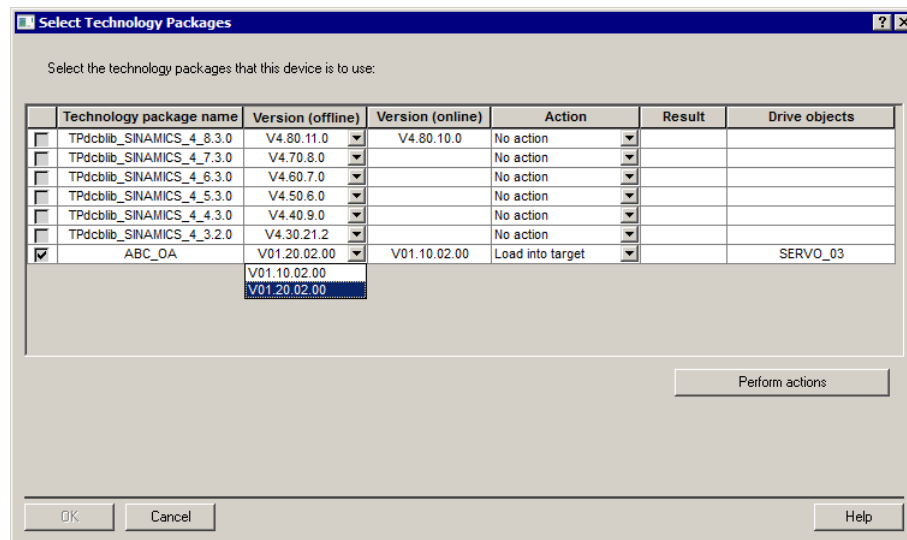 Select Technology Packages
Select the technology packages that this device is to use:
Technology package name Version (offline) Version (online) Action Result Drive objects
TPdcblib_SINAMICS_4_8.3.0 V4.80.11.0 V4.80.10.0 No action
TPdcblib_SINAMICS_4_7.3.0 V4.70.8.0 No action
TPdcblib_SINAMICS_4_6.3.0 V4.60.7.0 No action
TPdcblib_SINAMICS_4_5.3.0 V4.50.6.0 No action
TPdcblib_SINAMICS_4_4.3.0 V4.40.9.0 No action
TPdcblib_SINAMICS_4_3.2.0 V4.30.21.2 No action
ABC_OA V01.20.02.00 V01.10.02.00 Load into target SERVO_03
V01.10.02.00
V01.20.02.00
Perform actions
OK Cancel Help